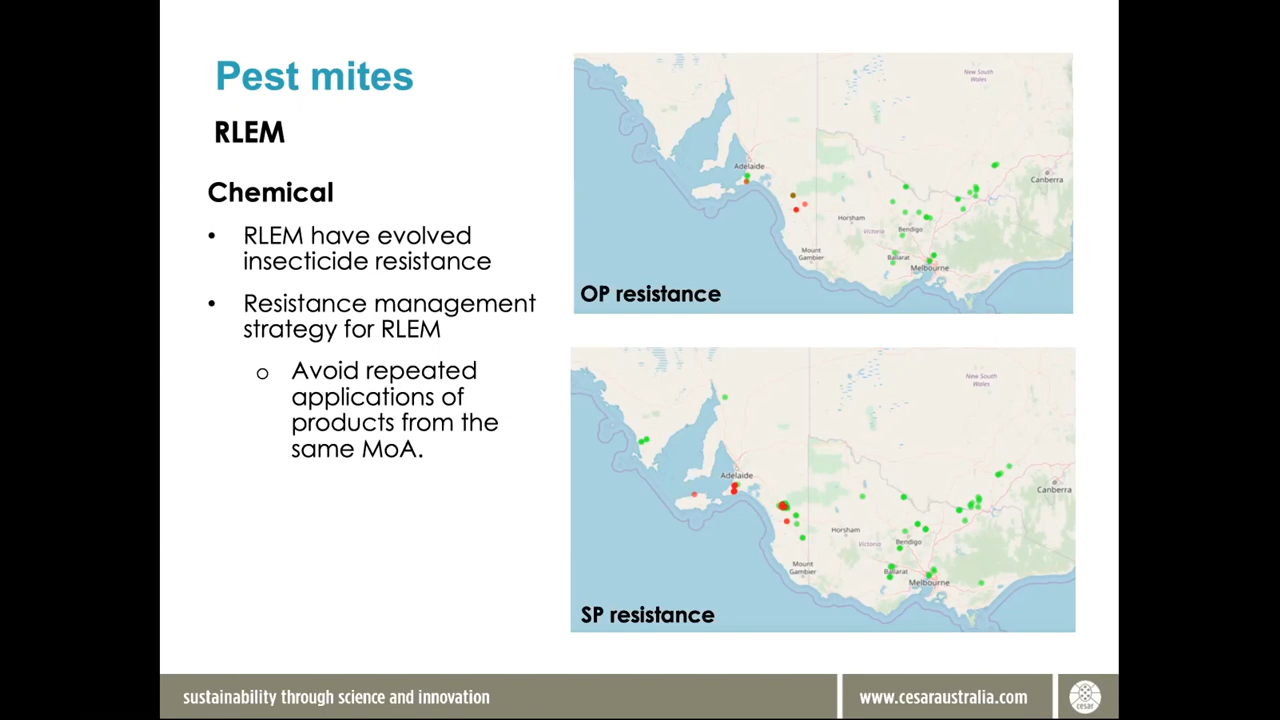 Pest mites
RLEM
Chemical
• RLEM have evolved
insecticide resistance
• Resistance management
strategy for RLEM
o Avoid repeated
applications of
products from the
same MoA.
New South
Wales
Adelaide
Canberra
Horsham
Victoria
Bendigo
Mount
Gambier
Ballarat
Melbourne
OP resistance
New South
Wales
Adelaide
Canberra
Horsham
Victoria
Bendigo
Mount
Gambier
Ballarat
Melbourne
SP resistance
sustainability through science and innovation
www.cesaraustralia.com
cesar